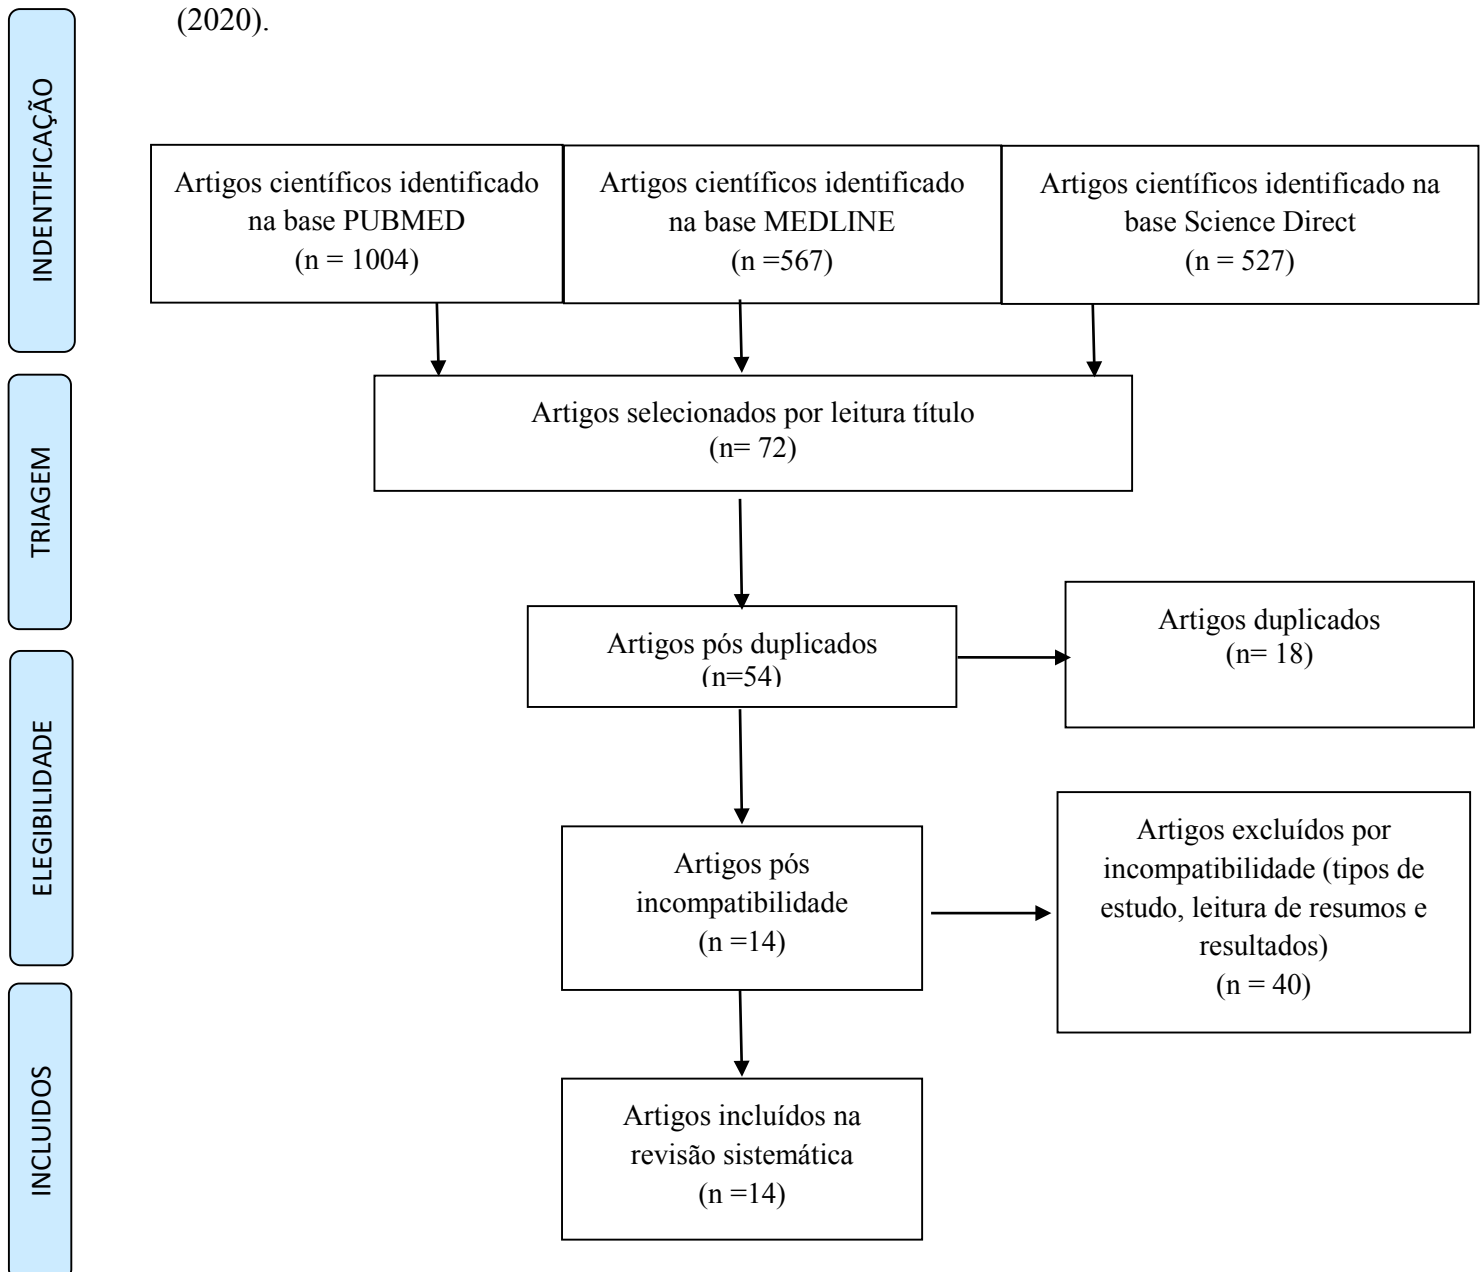 (2020).
INDENTIFICAÇÃO
Artigos científicos identificado
na base PUBMED
(n = 1004)
Artigos científicos identificado
na base MEDLINE
(n =567)
Artigos científicos identificado na
base Science Direct
(n = 527)
TRIAGEM
Artigos selecionados por leitura título
(n= 72)
Artigos pós duplicados
(n=54)
Artigos duplicados
(n= 18)
ELEGIBILIDADE
Artigos pós
incompatibilidade
(n =14)
Artigos excluídos por
incompatibilidade (tipos de
estudo, leitura de resumos e
resultados)
(n = 40)
INCLUIDOS
Artigos incluídos na
revisão sistemática
(n =14)